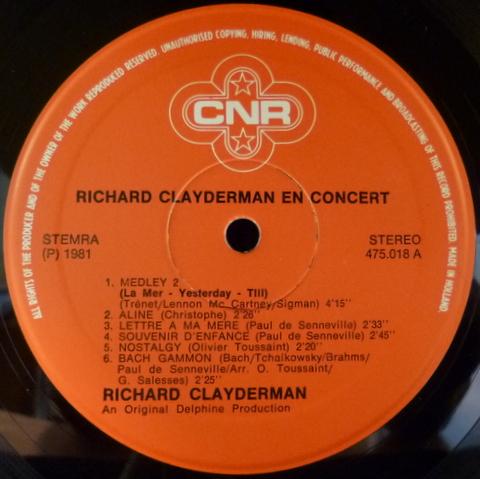 ALL RIGHTS OF THE PRODUCER AND OF THE OWNER OF THE WORK REPRODUCED RESERVED. UNAUTHORISED COPYING, HIRING, LENDING, PUBLIC PERFORMANCE AND BROADCASTING OF THIS RECORD PROHIBITED. MADE IN HOLLAND.
CNR
RICHARD CLAYDERMAN EN CONCERT
STEMRA STEREO
(P) 1981 475.018 A
1. MEDLEY 2
(La Mer - Yesterday - Till)
(Trénet/Lennon Mc Cartney/Sigman) 4'15''
2. ALINE (Christophe) 2'26''
3. LETTRE A MA MERE (Paul de Senneville) 2'33''
4. SOUVENIR D'ENFANCE (Paul de Senneville) 2'45''
5. NOSTALGY (Olivier Toussaint) 2'20''
6. BACH GAMMON (Bach/Tchaïkowsky/Brahms/
Paul de Senneville/Arr. O. Toussaint/
G. Salesses) 2'25''
RICHARD CLAYDERMAN
An Original Delphine Production